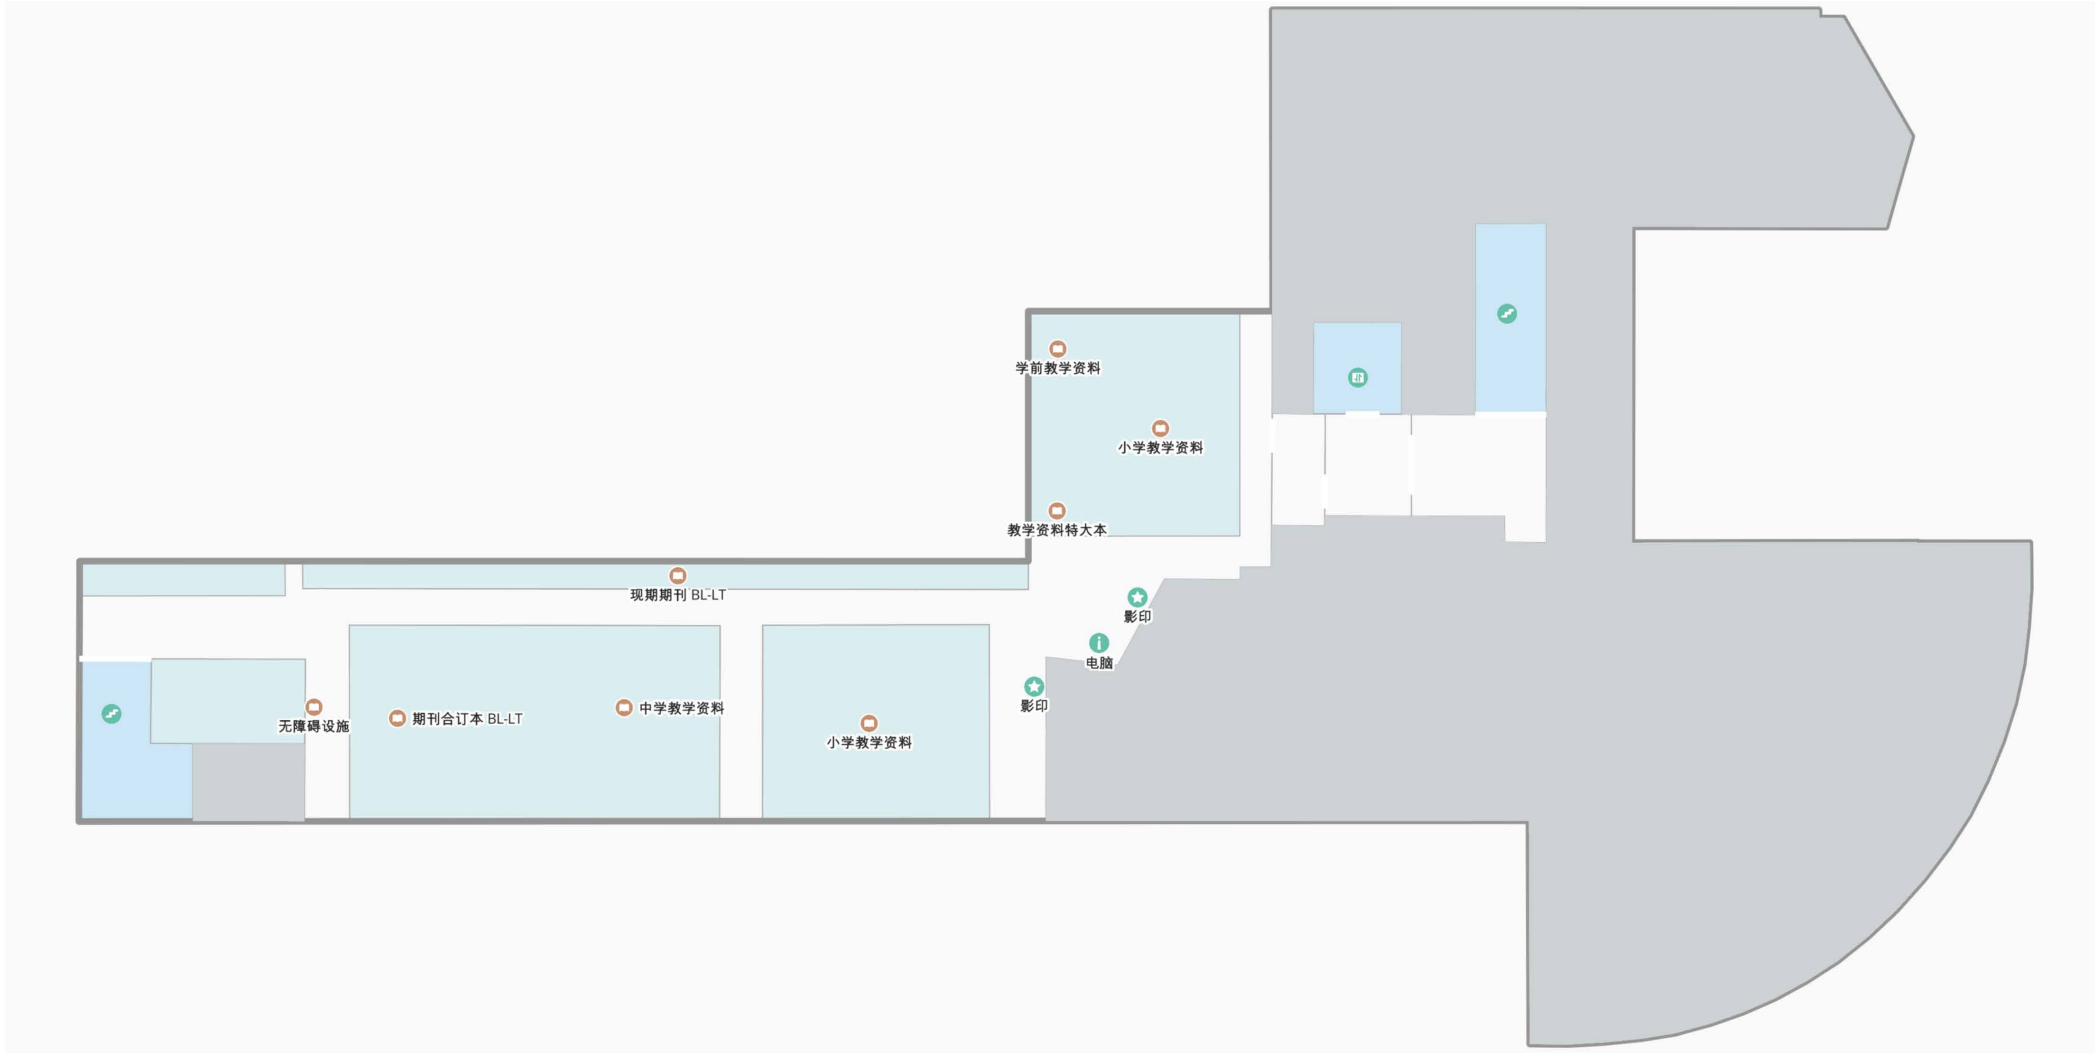 学前教学资料
小学教学资料
教学资料特大本
现期期刊 BL-LT
影印
电脑
影印
无障碍设施
期刊合订本 BL-LT
中学教学资料
小学教学资料